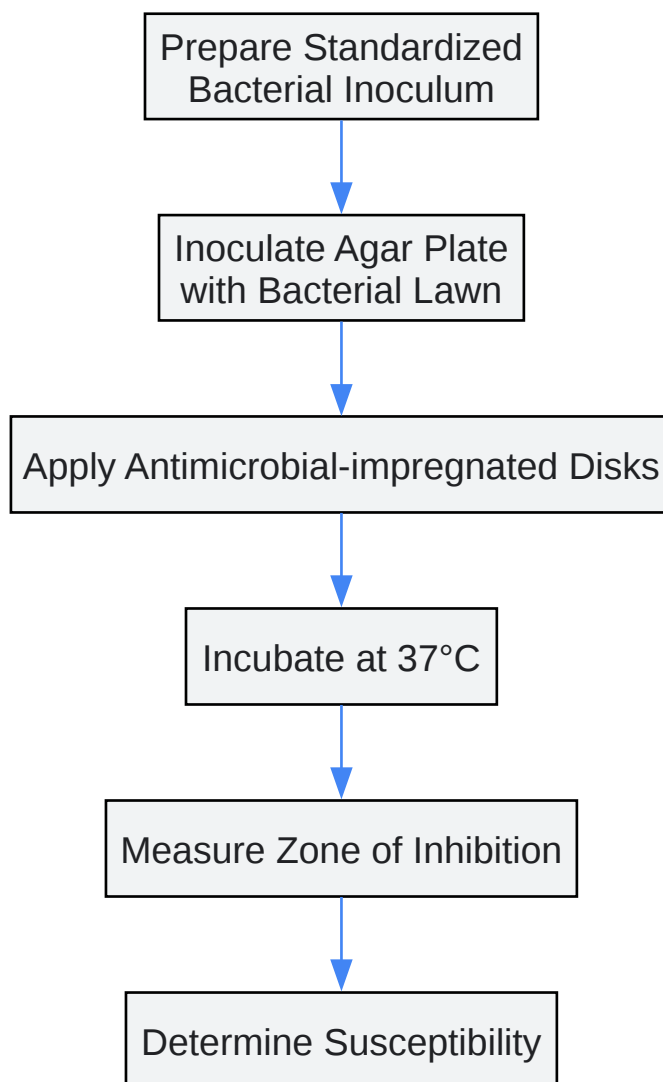 Prepare Standardized
Bacterial Inoculum
Inoculate Agar Plate
with Bacterial Lawn
Apply Antimicrobial-impregnated Disks
Incubate at 37°C
Measure Zone of Inhibition
Determine Susceptibility